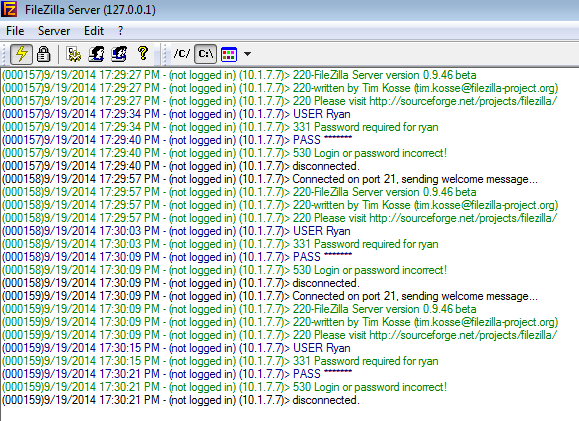 FileZilla Server (127.0.0.1)
File Server Edit ?
/C/ C:\
(000157)9/19/2014 17:29:27 PM - (not logged in) (10.1.7.7)> 220-FileZilla Server version 0.9.46 beta
(000157)9/19/2014 17:29:27 PM - (not logged in) (10.1.7.7)> 220-written by Tim Kosse (tim.kosse@filezilla-project.org)
(000157)9/19/2014 17:29:27 PM - (not logged in) (10.1.7.7)> 220 Please visit http://sourceforge.net/projects/filezilla/
(000157)9/19/2014 17:29:34 PM - (not logged in) (10.1.7.7)> USER Ryan
(000157)9/19/2014 17:29:34 PM - (not logged in) (10.1.7.7)> 331 Password required for ryan
(000157)9/19/2014 17:29:40 PM - (not logged in) (10.1.7.7)> PASS *******
(000157)9/19/2014 17:29:40 PM - (not logged in) (10.1.7.7)> 530 Login or password incorrect!
(000157)9/19/2014 17:29:40 PM - (not logged in) (10.1.7.7)> disconnected.
(000158)9/19/2014 17:29:57 PM - (not logged in) (10.1.7.7)> Connected on port 21, sending welcome message...
(000158)9/19/2014 17:29:57 PM - (not logged in) (10.1.7.7)> 220-FileZilla Server version 0.9.46 beta
(000158)9/19/2014 17:29:57 PM - (not logged in) (10.1.7.7)> 220-written by Tim Kosse (tim.kosse@filezilla-project.org)
(000158)9/19/2014 17:29:57 PM - (not logged in) (10.1.7.7)> 220 Please visit http://sourceforge.net/projects/filezilla/
(000158)9/19/2014 17:30:03 PM - (not logged in) (10.1.7.7)> USER Ryan
(000158)9/19/2014 17:30:03 PM - (not logged in) (10.1.7.7)> 331 Password required for ryan
(000158)9/19/2014 17:30:09 PM - (not logged in) (10.1.7.7)> PASS *******
(000158)9/19/2014 17:30:09 PM - (not logged in) (10.1.7.7)> 530 Login or password incorrect!
(000158)9/19/2014 17:30:09 PM - (not logged in) (10.1.7.7)> disconnected.
(000159)9/19/2014 17:30:09 PM - (not logged in) (10.1.7.7)> Connected on port 21, sending welcome message...
(000159)9/19/2014 17:30:09 PM - (not logged in) (10.1.7.7)> 220-FileZilla Server version 0.9.46 beta
(000159)9/19/2014 17:30:09 PM - (not logged in) (10.1.7.7)> 220-written by Tim Kosse (tim.kosse@filezilla-project.org)
(000159)9/19/2014 17:30:09 PM - (not logged in) (10.1.7.7)> 220 Please visit http://sourceforge.net/projects/filezilla/
(000159)9/19/2014 17:30:15 PM - (not logged in) (10.1.7.7)> USER Ryan
(000159)9/19/2014 17:30:15 PM - (not logged in) (10.1.7.7)> 331 Password required for ryan
(000159)9/19/2014 17:30:21 PM - (not logged in) (10.1.7.7)> PASS *******
(000159)9/19/2014 17:30:21 PM - (not logged in) (10.1.7.7)> 530 Login or password incorrect!
(000159)9/19/2014 17:30:21 PM - (not logged in) (10.1.7.7)> disconnected.